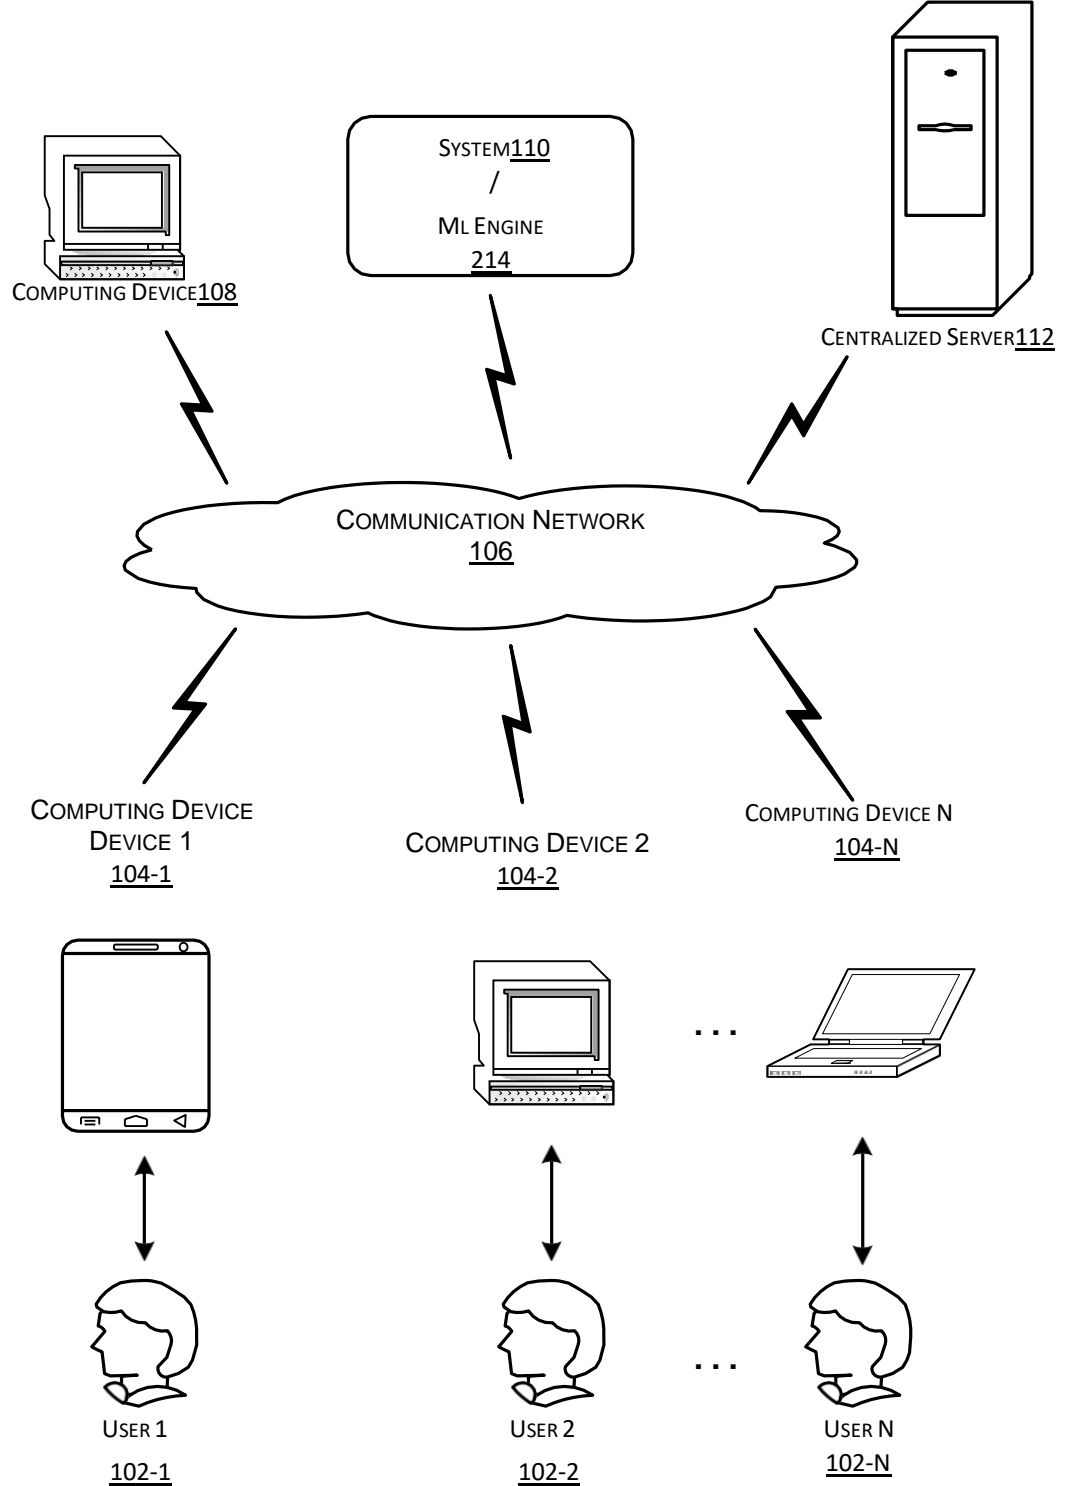 SYSTEM110
/
ML ENGINE
214
COMPUTING DEVICE108
CENTRALIZED SERVER112
COMMUNICATION NETWORK
106
COMPUTING DEVICE
DEVICE 1
104-1
COMPUTING DEVICE 2
104-2
COMPUTING DEVICE N
104-N
. . .
. . .
USER 1
102-1
USER 2
102-2
USER N
102-N